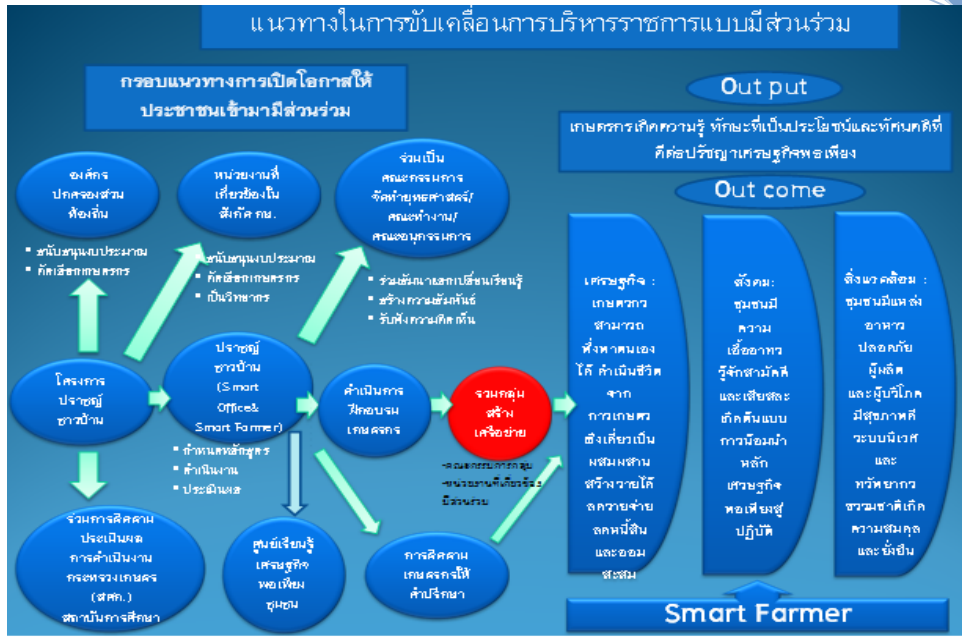 แนวทางในการขับเคลื่อนการบริหารราชการแบบมีส่วนร่วม
กรอบแนวทางการเปิดโอกาสให้
ประชาชนเข้ามามีส่วนร่วม
องค์กร
ปกครองส่วน
ท้องถิ่น
▪ สนับสนุนงบประมาณ
▪ คัดเลือกเกษตรกร
หน่วยงานที่
เกี่ยวข้องใน
สังกัด กษ.
▪ สนับสนุนงบประมาณ
▪ คัดเลือกเกษตรกร
▪ เป็นวิทยากร
ร่วมเป็น
คณะกรรมการ
จัดทำยุทธศาสตร์/
คณะทำงาน/
คณะอนุกรรมการ
▪ ร่วมสัมนาแลกเปลี่ยนเรียนรู้
▪ สร้างความสัมพันธ์
▪ รับฟังความคิดเห็น
โครงการ
ปราชญ์
ชาวบ้าน
ปราชญ์
ชาวบ้าน
(Smart
Office&
Smart Farmer)
▪ กำหนดหลักสูตร
▪ ดำเนินงาน
▪ ประเมินผล
ดำเนินการ
ฝึกอบรม
เกษตรกร
รวมกลุ่ม
สร้าง
เครือข่าย
-คณะกรรมการกลุ่ม
-หน่วยงานที่เกี่ยวข้อง
มีส่วนร่วม
ร่วมการติดตาม
ประเมินผล
การดำเนินงาน
กระทรวงเกษตร
(สศก.)
สถาบันการศึกษา
ศูนย์เรียนรู้
เศรษฐกิจ
พอเพียง
ชุมชน
การติดตาม
เกษตรกรให้
คำปรึกษา
Out put
เกษตรกรเกิดความรู้ ทักษะที่เป็นประโยชน์และทัศนคติที่
ดีต่อปรัชญาเศรษฐกิจพอเพียง
Out come
เศรษฐกิจ :
เกษตรกร
สามารถ
พึ่งพาตนเอง
ได้ ดำเนินชีวิต
จาก
การเกษตร
เชิงเดี่ยวเป็น
ผสมผสาน
สร้างรายได้
ลดรายจ่าย
ลดหนี้สิน
และออม
สะสม
สังคม:
ชุมชนมี
ความ
เอื้ออาทร
รู้จักสามัคคี
และเสียสละ
เกิดต้นแบบ
การน้อมนำ
หลัก
เศรษฐกิจ
พอเพียงสู่
ปฏิบัติ
สิ่งแวดล้อม :
ชุมชนมีแหล่ง
อาหาร
ปลอดภัย
ผู้ผลิต
และผู้บริโภค
มีสุขภาพดี
ระบบนิเวศ
และ
ทรัพยากร
ธรรมชาติเกิด
ความสมดุล
และยั่งยืน
Smart Farmer